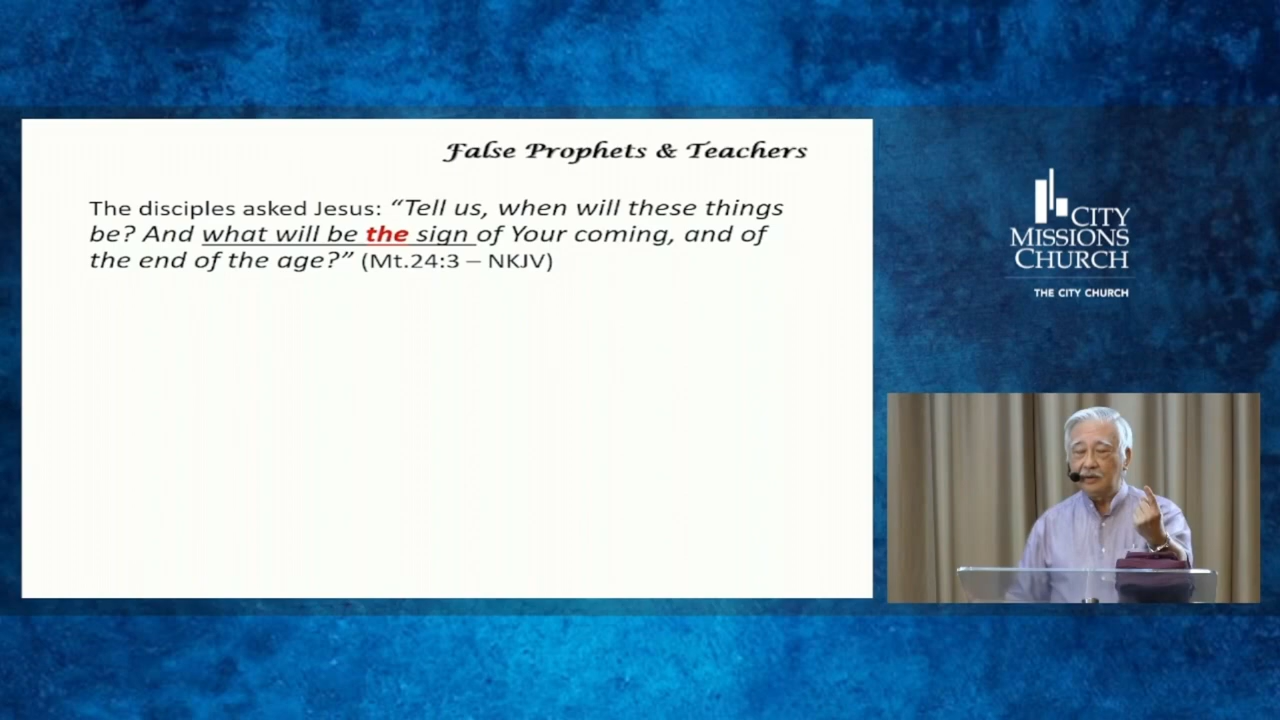 False Prophets & Teachers
The disciples asked Jesus: “Tell us, when will these things
be? And what will be the sign of Your coming, and of
the end of the age?” (Mt.24:3 – NKJV)
CITY
MISSIONS
CHURCH
THE CITY CHURCH